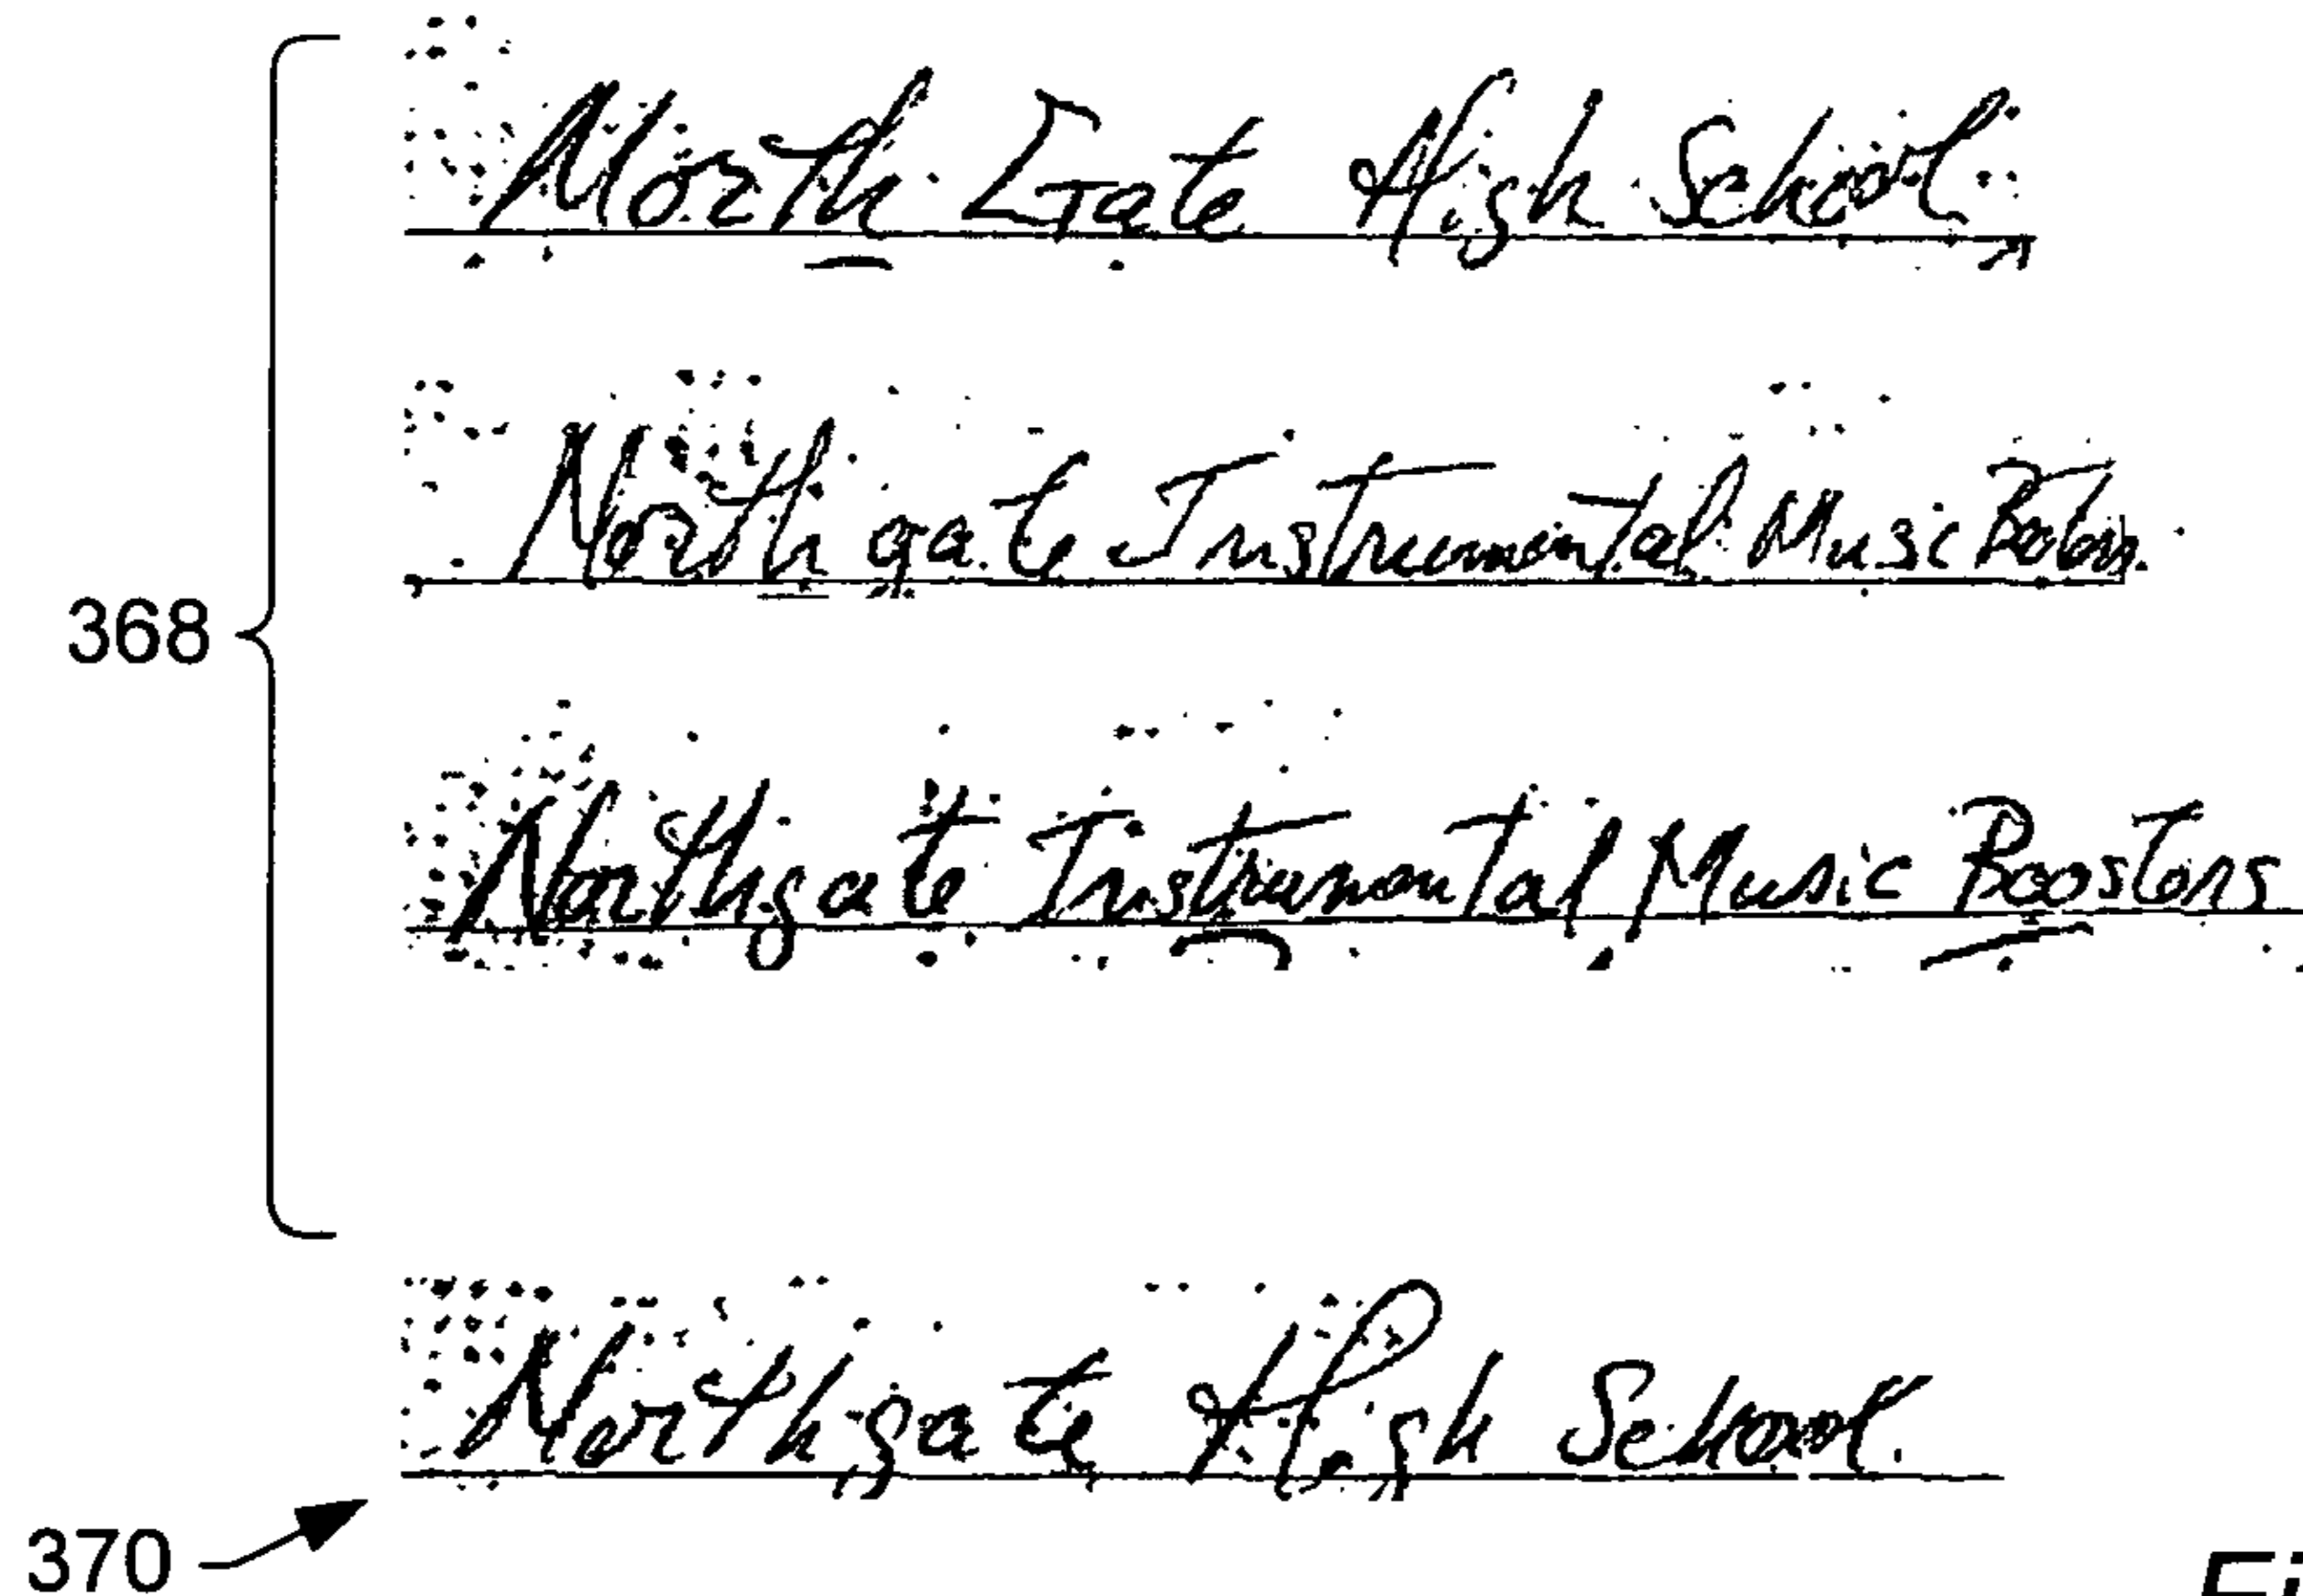 North Gate High School
Northgate Instrumental Music
368
Northgate Instrumental Music Boosters
Northgate High School
370